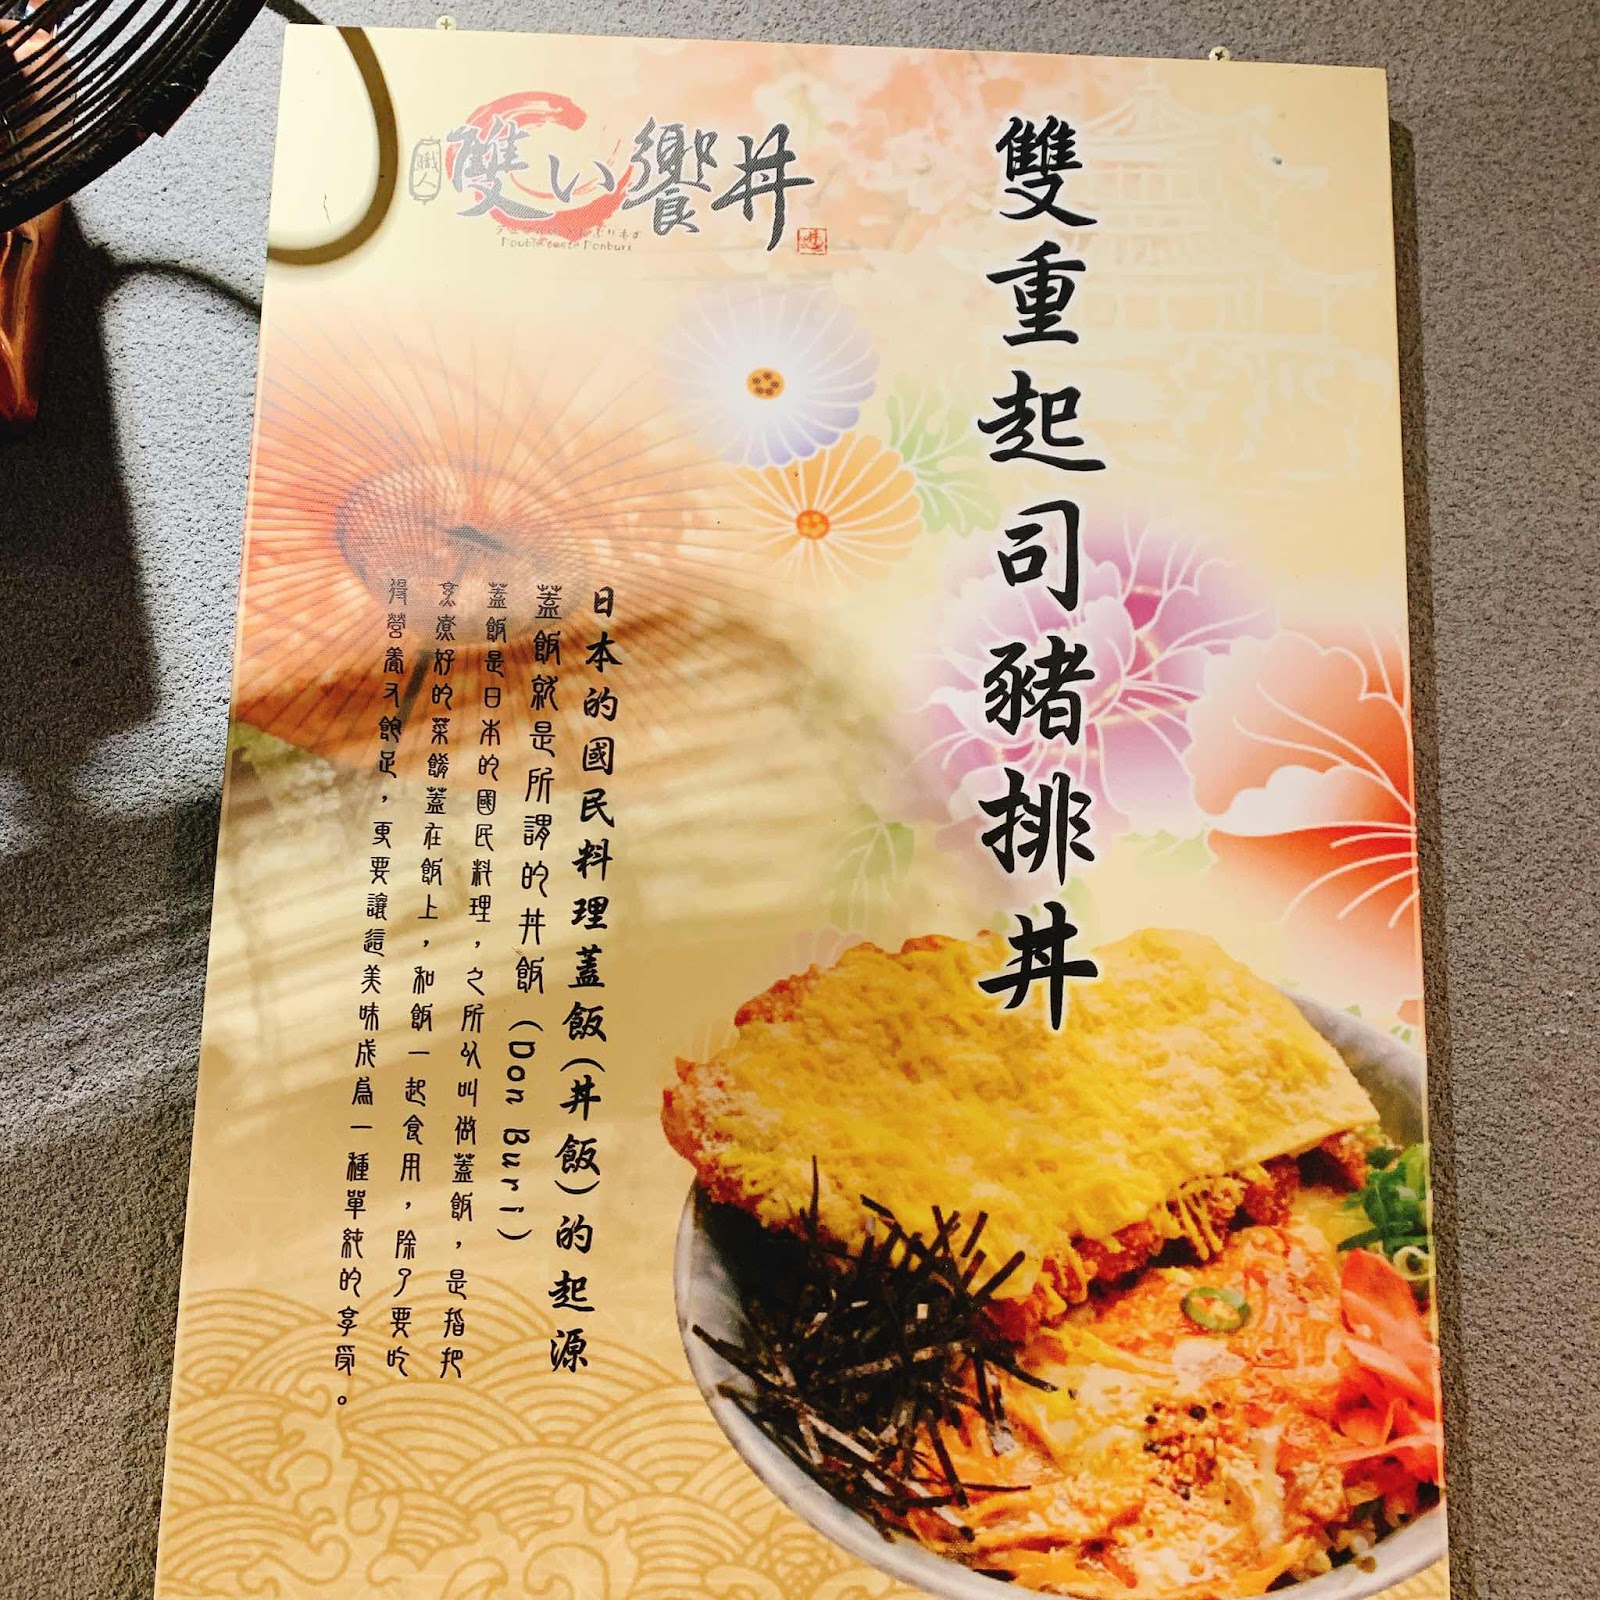 職人
雙い饗丼
Double taste Donburi
雙重起司豬排丼
日本的國民料理蓋飯(丼飯)的起源
蓋飯就是所謂的丼飯 (Don Buri)
蓋飯是日本的國民料理,之所以叫做蓋飯,是指把
烹煮好的菜餚蓋在飯上,和飯一起食用,除了要吃
得營養又飽足,更要讓這美味成為一種單純的享受。